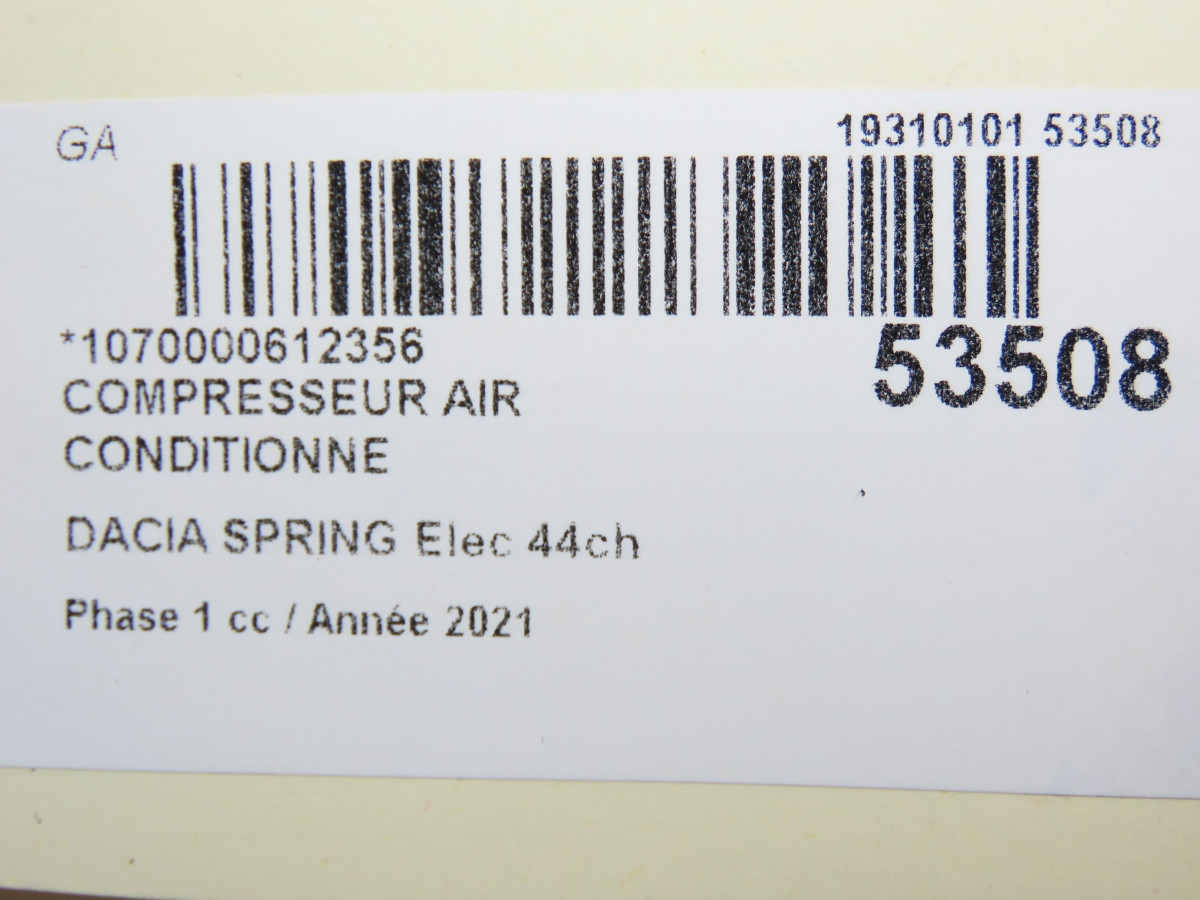 GA
19310101 53508
*1070000612356
53508
COMPRESSEUR AIR
CONDITIONNE
DACIA SPRING Elec 44ch
Phase 1 cc / Année 2021